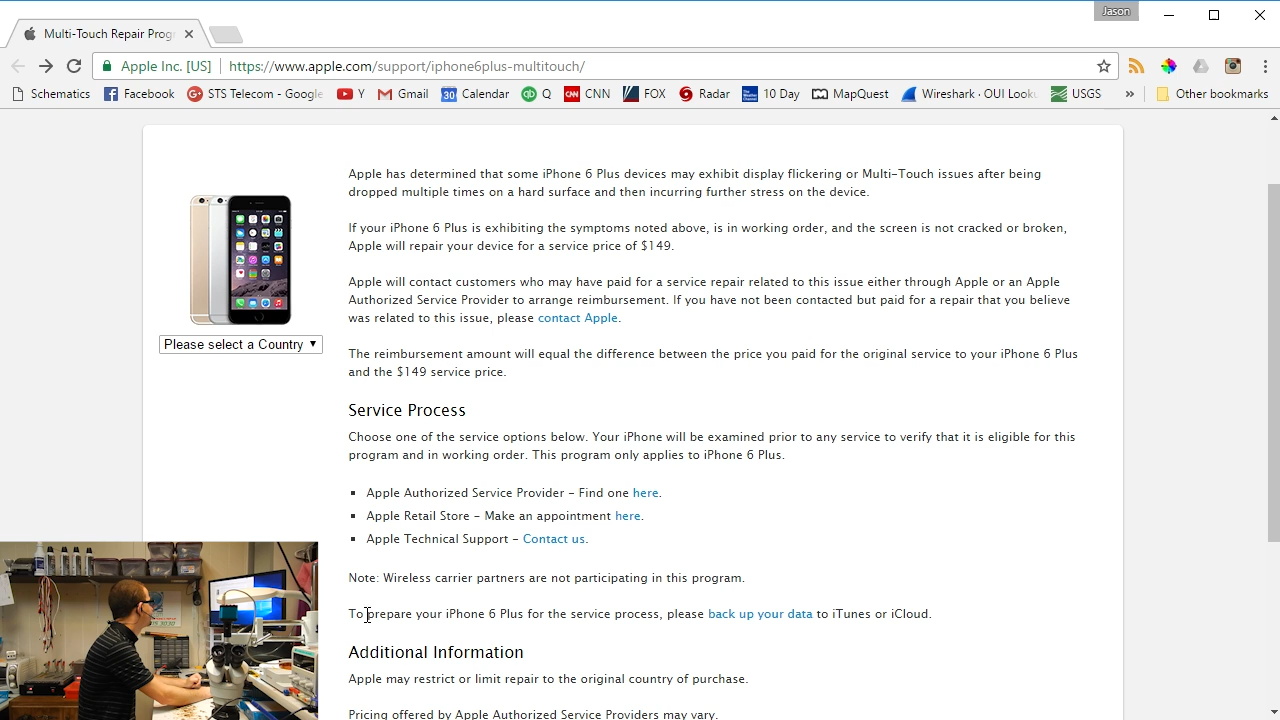 Jason
Multi-Touch Repair Prog
Apple Inc. [US] https://www.apple.com/support/iphone6plus-multitouch/
Schematics Facebook STS Telecom - Google Y Gmail 30 Calendar qb Q CNN CNN FOX Radar 10 Day MapQuest Wireshark · OUI Looku USGS » Other bookmarks
Apple has determined that some iPhone 6 Plus devices may exhibit display flickering or Multi-Touch issues after being
dropped multiple times on a hard surface and then incurring further stress on the device.
If your iPhone 6 Plus is exhibiting the symptoms noted above, is in working order, and the screen is not cracked or broken,
Apple will repair your device for a service price of $149.
Apple will contact customers who may have paid for a service repair related to this issue either through Apple or an Apple
Authorized Service Provider to arrange reimbursement. If you have not been contacted but paid for a repair that you believe
was related to this issue, please contact Apple.
Please select a Country
The reimbursement amount will equal the difference between the price you paid for the original service to your iPhone 6 Plus
and the $149 service price.
Service Process
Choose one of the service options below. Your iPhone will be examined prior to any service to verify that it is eligible for this
program and in working order. This program only applies to iPhone 6 Plus.
▪ Apple Authorized Service Provider – Find one here.
▪ Apple Retail Store – Make an appointment here.
▪ Apple Technical Support – Contact us.
Note: Wireless carrier partners are not participating in this program.
To prepare your iPhone 6 Plus for the service process, please back up your data to iTunes or iCloud.
Additional Information
Apple may restrict or limit repair to the original country of purchase.
Pricing offered by Apple Authorized Service Providers may vary.